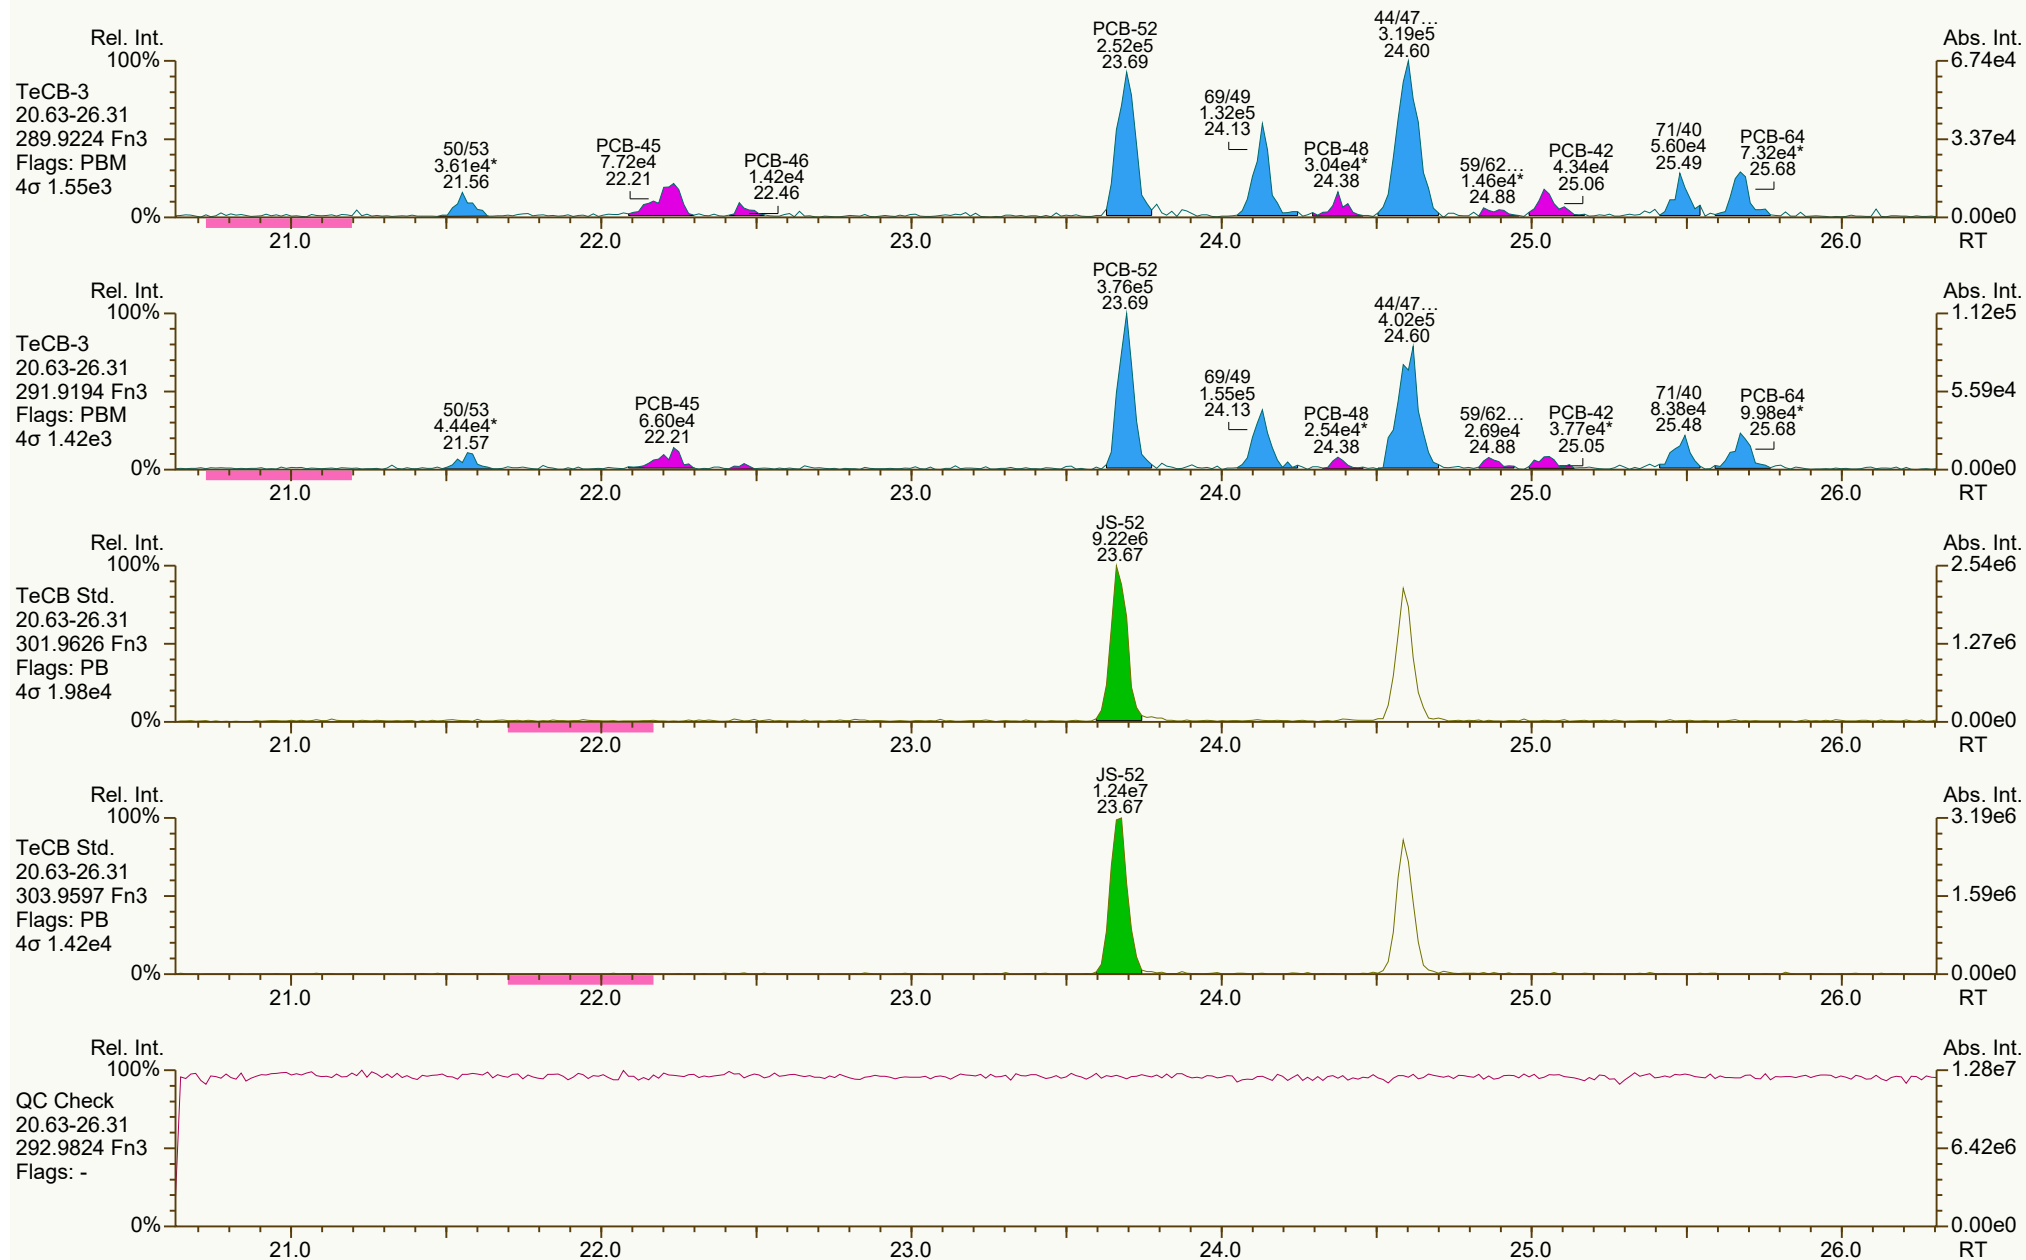 Rel. Int.
100%
0%
TeCB-3
20.63-26.31
289.9224 Fn3
Flags: PBM
4σ 1.55e3
50/53
3.61e4*
21.56
PCB-45
7.72e4
22.21
PCB-46
1.42e4
22.46
PCB-52
2.52e5
23.69
69/49
1.32e5
24.13
PCB-48
3.04e4*
24.38
44/47...
3.19e5
24.60
59/62...
1.46e4*
24.88
PCB-42
4.34e4
25.06
71/40
5.60e4
25.49
PCB-64
7.32e4*
25.68
Abs. Int.
6.74e4
3.37e4
0.00e0
21.0 22.0 23.0 24.0 25.0 26.0 RT
Rel. Int.
100%
0%
TeCB-3
20.63-26.31
291.9194 Fn3
Flags: PBM
4σ 1.42e3
50/53
4.44e4*
21.57
PCB-45
6.60e4
22.21
PCB-52
3.76e5
23.69
69/49
1.55e5
24.13
PCB-48
2.54e4*
24.38
44/47...
4.02e5
24.60
59/62...
2.69e4
24.88
PCB-42
3.77e4*
25.05
71/40
8.38e4
25.48
PCB-64
9.98e4*
25.68
Abs. Int.
1.12e5
5.59e4
0.00e0
21.0 22.0 23.0 24.0 25.0 26.0 RT
Rel. Int.
100%
0%
TeCB Std.
20.63-26.31
301.9626 Fn3
Flags: PB
4σ 1.98e4
JS-52
9.22e6
23.67
Abs. Int.
2.54e6
1.27e6
0.00e0
21.0 22.0 23.0 24.0 25.0 26.0 RT
Rel. Int.
100%
0%
TeCB Std.
20.63-26.31
303.9597 Fn3
Flags: PB
4σ 1.42e4
JS-52
1.24e7
23.67
Abs. Int.
3.19e6
1.59e6
0.00e0
21.0 22.0 23.0 24.0 25.0 26.0 RT
Rel. Int.
100%
0%
QC Check
20.63-26.31
292.9824 Fn3
Flags: -
Abs. Int.
1.28e7
6.42e6
0.00e0
21.0 22.0 23.0 24.0 25.0 26.0 RT